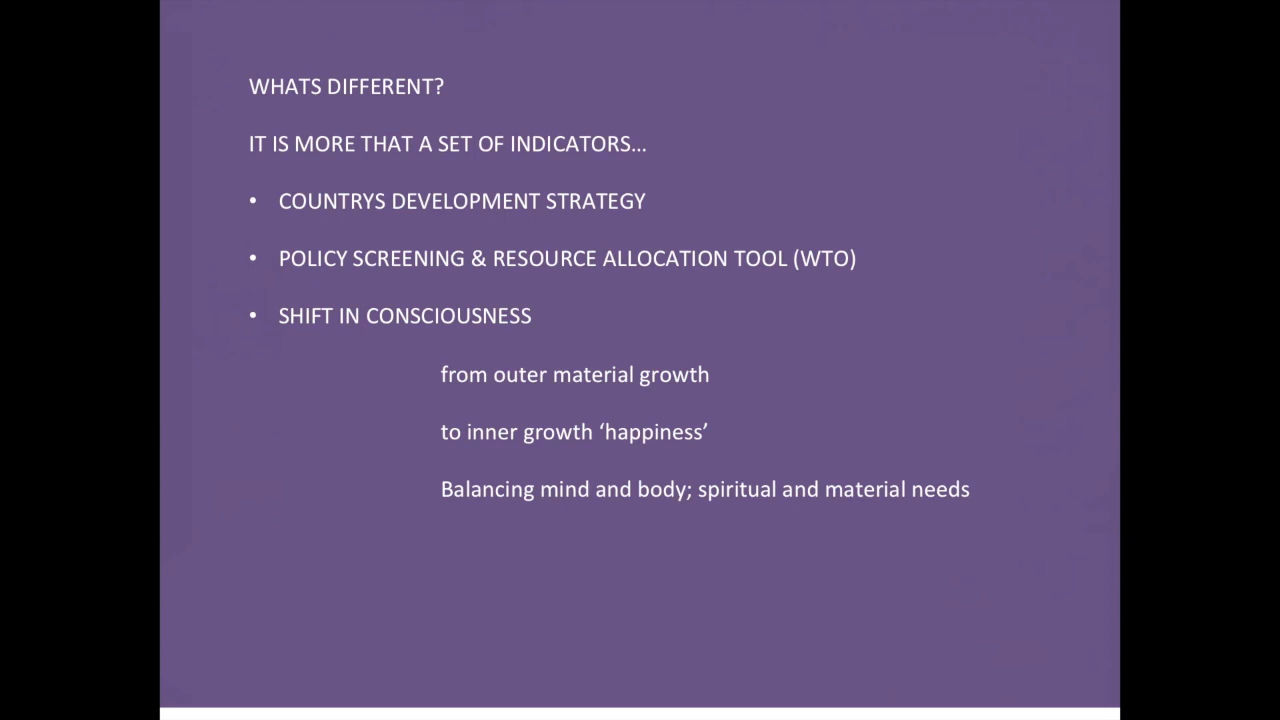 WHATS DIFFERENT?
IT IS MORE THAT A SET OF INDICATORS...
• COUNTRYS DEVELOPMENT STRATEGY
• POLICY SCREENING & RESOURCE ALLOCATION TOOL (WTO)
• SHIFT IN CONSCIOUSNESS
from outer material growth
to inner growth ‘happiness’
Balancing mind and body; spiritual and material needs